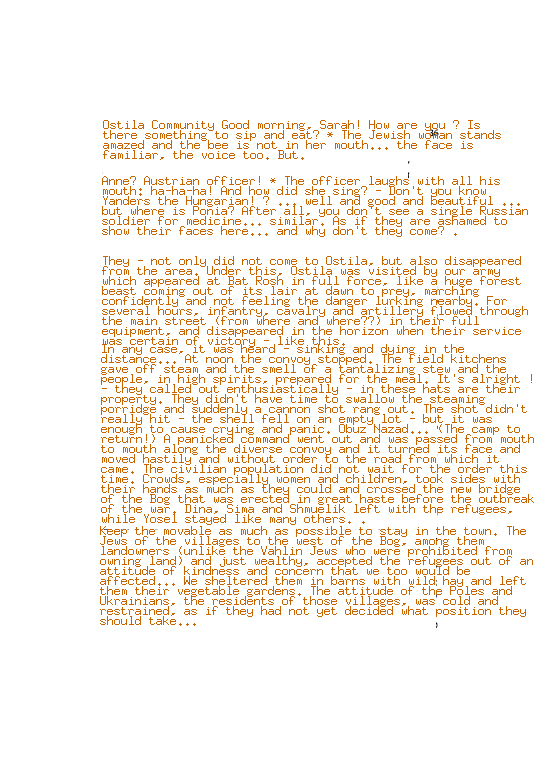 Ostila Community Good morning, Sarah! How are you ? Is
there something to sip and eat? * The Jewish woman stands
amazed and the bee is not in her mouth... the face is
familiar, the voice too. But.
Anne? Austrian officer! * The officer laughs with all his
mouth: ha-ha-ha! And how did she sing? - Don't you know
Yanders the Hungarian! ? ... well and good and beautiful ...
but where is Ponia? After all, you don't see a single Russian
soldier for medicine... similar. As if they are ashamed to
show their faces here... and why don't they come? .
They - not only did not come to Ostila, but also disappeared
from the area. Under this, Ostila was visited by our army
which appeared at Bat Rosh in full force, like a huge forest
beast coming out of its lair at dawn to prey, marching
confidently and not feeling the danger lurking nearby. For
several hours, infantry, cavalry and artillery flowed through
the main street (from where and where??) in their full
equipment, and disappeared in the horizon when their service
was certain of victory - like this.
In any case, it was heard - sinking and dying in the
distance... At noon the convoy stopped. The field kitchens
gave off steam and the smell of a tantalizing stew and the
people, in high spirits, prepared for the meal. It's alright !
- they called out enthusiastically - in these hats are their
property. They didn't have time to swallow the steaming
porridge and suddenly a cannon shot rang out. The shot didn't
really hit - the shell fell on an empty lot - but it was
enough to cause crying and panic. Obuz Nazad... (The camp to
return!) A panicked command went out and was passed from mouth
to mouth along the diverse convoy and it turned its face and
moved hastily and without order to the road from which it
came. The civilian population did not wait for the order this
time. Crowds, especially women and children, took sides with
their hands as much as they could and crossed the new bridge
of the Bog that was erected in great haste before the outbreak
of the war. Dina, Sima and Shmuelik left with the refugees,
while Yosel stayed like many others. .
Keep the movable as much as possible to stay in the town. The
Jews of the villages to the west of the Bog, among them
landowners (unlike the Vahlin Jews who were prohibited from
owning land) and just wealthy, accepted the refugees out of an
attitude of kindness and concern that we too would be
affected... We sheltered them in barns with wild hay and left
them their vegetable gardens. The attitude of the Poles and
Ukrainians, the residents of those villages, was cold and
restrained, as if they had not yet decided what position they
should take...